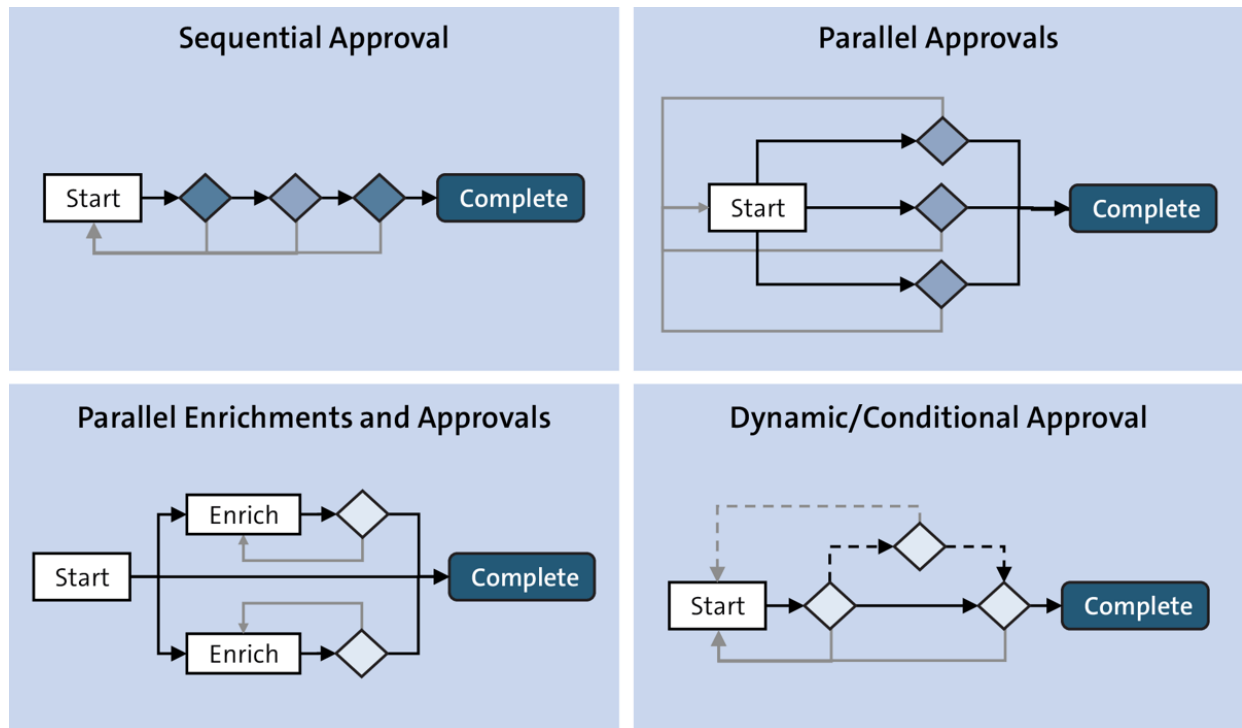 Sequential Approval
Start
Complete
Parallel Approvals
Start
Complete
Parallel Enrichments and Approvals
Enrich
Start
Complete
Enrich
Dynamic/Conditional Approval
Start
Complete